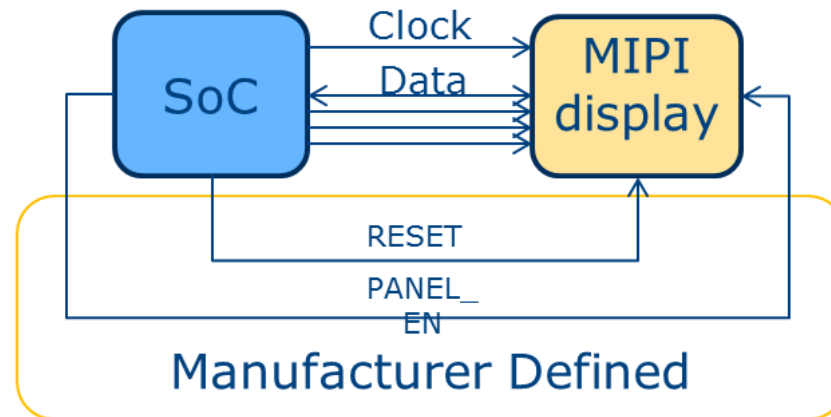 Clock
SoC
Data
MIPI
display
RESET
PANEL_
EN
Manufacturer Defined